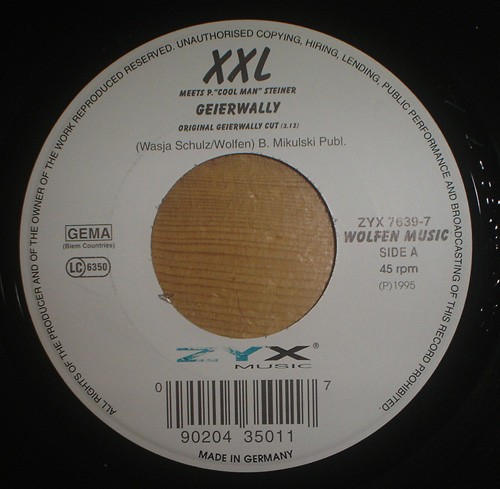 ALL RIGHTS OF THE PRODUCER AND OF THE OWNER OF THE WORK REPRODUCED RESERVED. UNAUTHORISED COPYING, HIRING, LENDING, PUBLIC PERFORMANCE AND BROADCASTING OF THIS RECORD PROHIBITED.
XXL
MEETS P."COOL MAN" STEINER
GEIERWALLY
ORIGINAL GEIERWALLY CUT (3.13)
(Wasja Schulz/Wolfen) B. Mikulski Publ.
GEMA
(Biem Countries)
LC 6350
ZYX 7639-7
WOLFEN MUSIC
SIDE A
45 rpm
(P)1995
ZYX®
MUSIC
0 7
90204 35011
MADE IN GERMANY